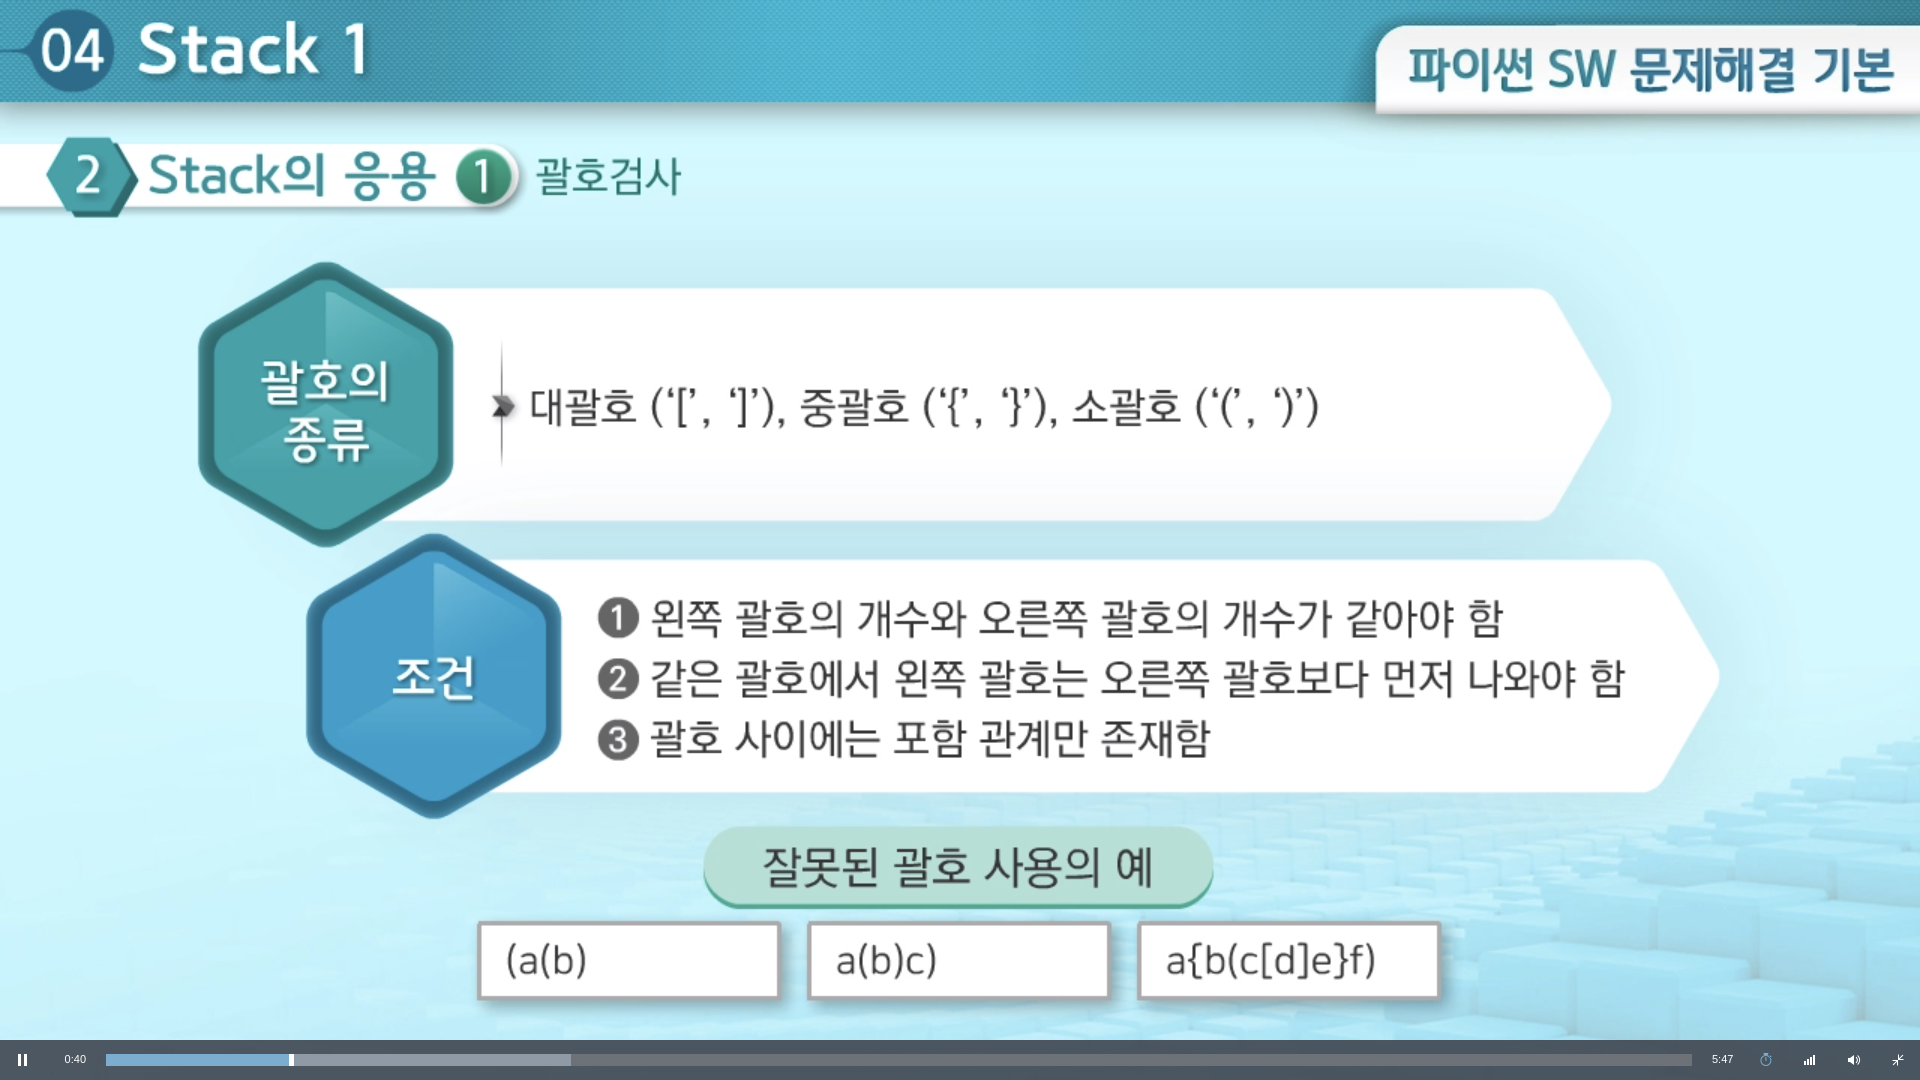 04 Stack 1
파이썬 SW 문제해결 기본
2 Stack의 응용 1 괄호검사
괄호의
종류
대괄호 (‘[’, ‘]’), 중괄호 (‘{’, ‘}’), 소괄호 (‘(’, ‘)’)
조건
1 왼쪽 괄호의 개수와 오른쪽 괄호의 개수가 같아야 함
2 같은 괄호에서 왼쪽 괄호는 오른쪽 괄호보다 먼저 나와야 함
3 괄호 사이에는 포함 관계만 존재함
잘못된 괄호 사용의 예
(a(b)
a(b)c)
a{b(c[d]e}f)
0:40
5:47